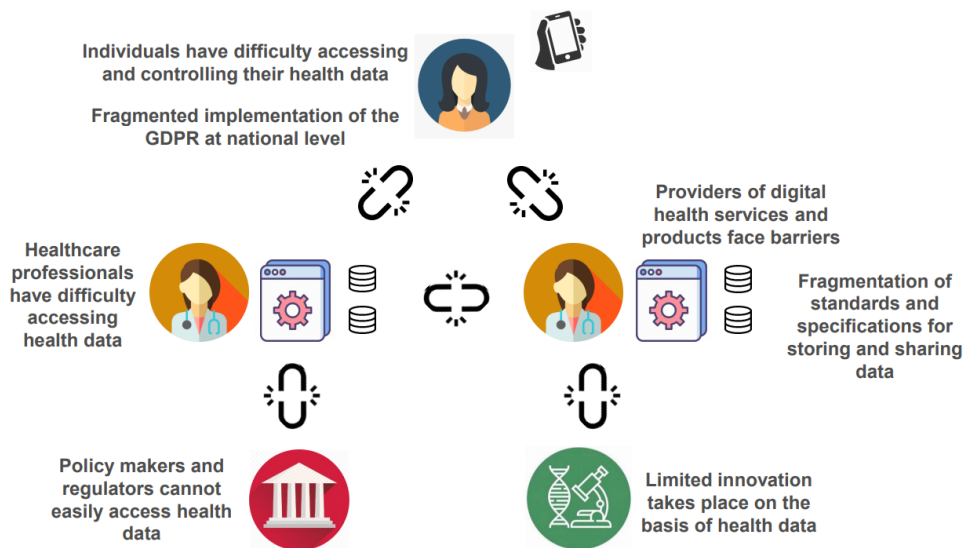 Individuals have difficulty accessing
and controlling their health data
Fragmented implementation of the
GDPR at national level
Providers of digital
health services and
products face barriers
Healthcare
professionals
have difficulty
accessing
health data
Fragmentation of
standards and
specifications for
storing and sharing
data
Policy makers and
regulators cannot
easily access health
data
Limited innovation
takes place on the
basis of health data